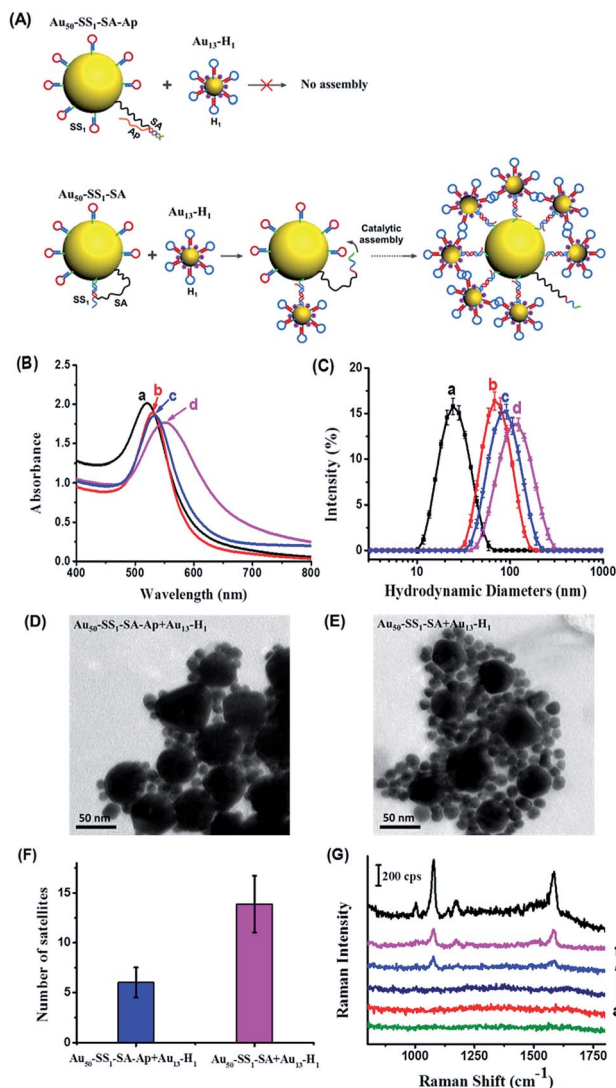 (A)
Au50-SS1-SA-Ap
Au13-H1
+
No assembly
SS1
SA
Ap
H1
Au50-SS1-SA
Au13-H1
Catalytic
assembly
+
SS1
SA
H1
(B)
(C)
a b c d
2.5
2.0
1.5
1.0
0.5
0.0
Absorbance
400 500 600 700 800
Wavelength (nm)
a b c d
20
15
10
5
0
Intensity (%)
1 10 100 1000
Hydrodynamic Diameters (nm)
(D)
(E)
Au50-SS1-SA-Ap+Au13-H1
Au50-SS1-SA+Au13-H1
50 nm
50 nm
(F)
(G)
15
10
5
0
Number of satellites
Au50-SS1-SA-Ap+Au13-H1 Au50-SS1-SA+Au13-H1
200 cps
Raman Intensity
1000 1250 1500 1750
Raman Shift (cm-1)